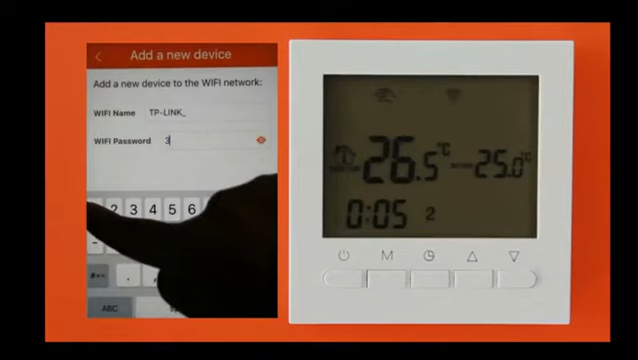 Add a new device
Add a new device to the WIFI network:
WIFI Name TP-LINK_
WIFI Password 3
2 3 4 5 6
#+=
.
ABC
26.5°C
25.0°C
0:05 2
M